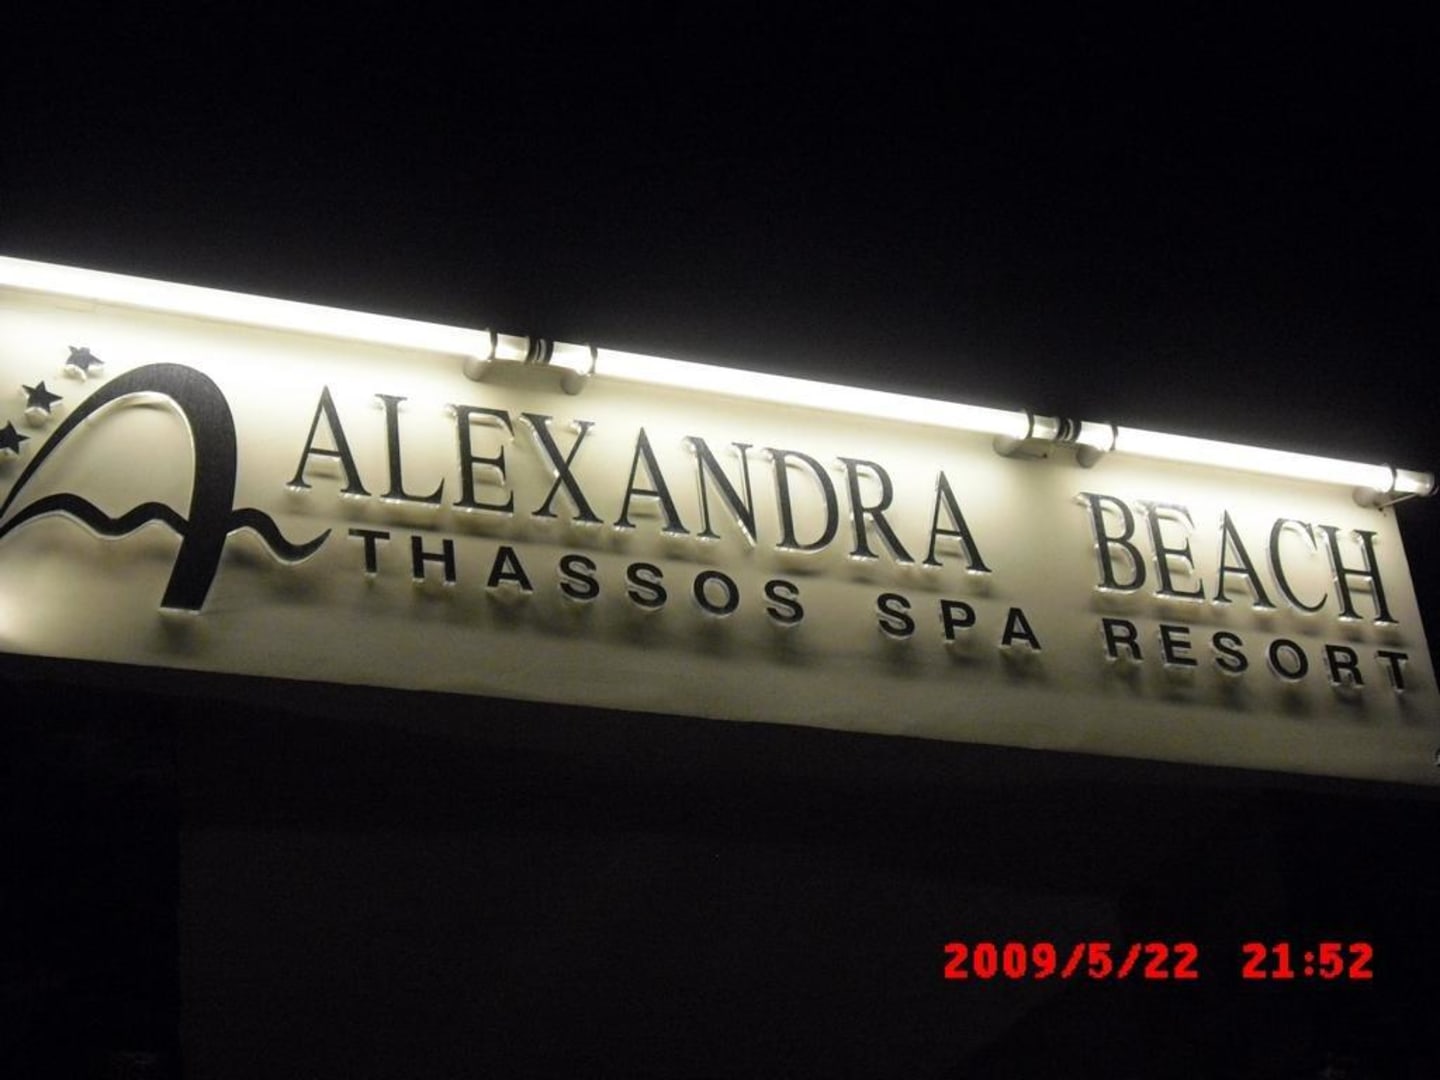 ALEXANDRA BEACH
THASSOS SPA RESORT
2009/5/22 21:52